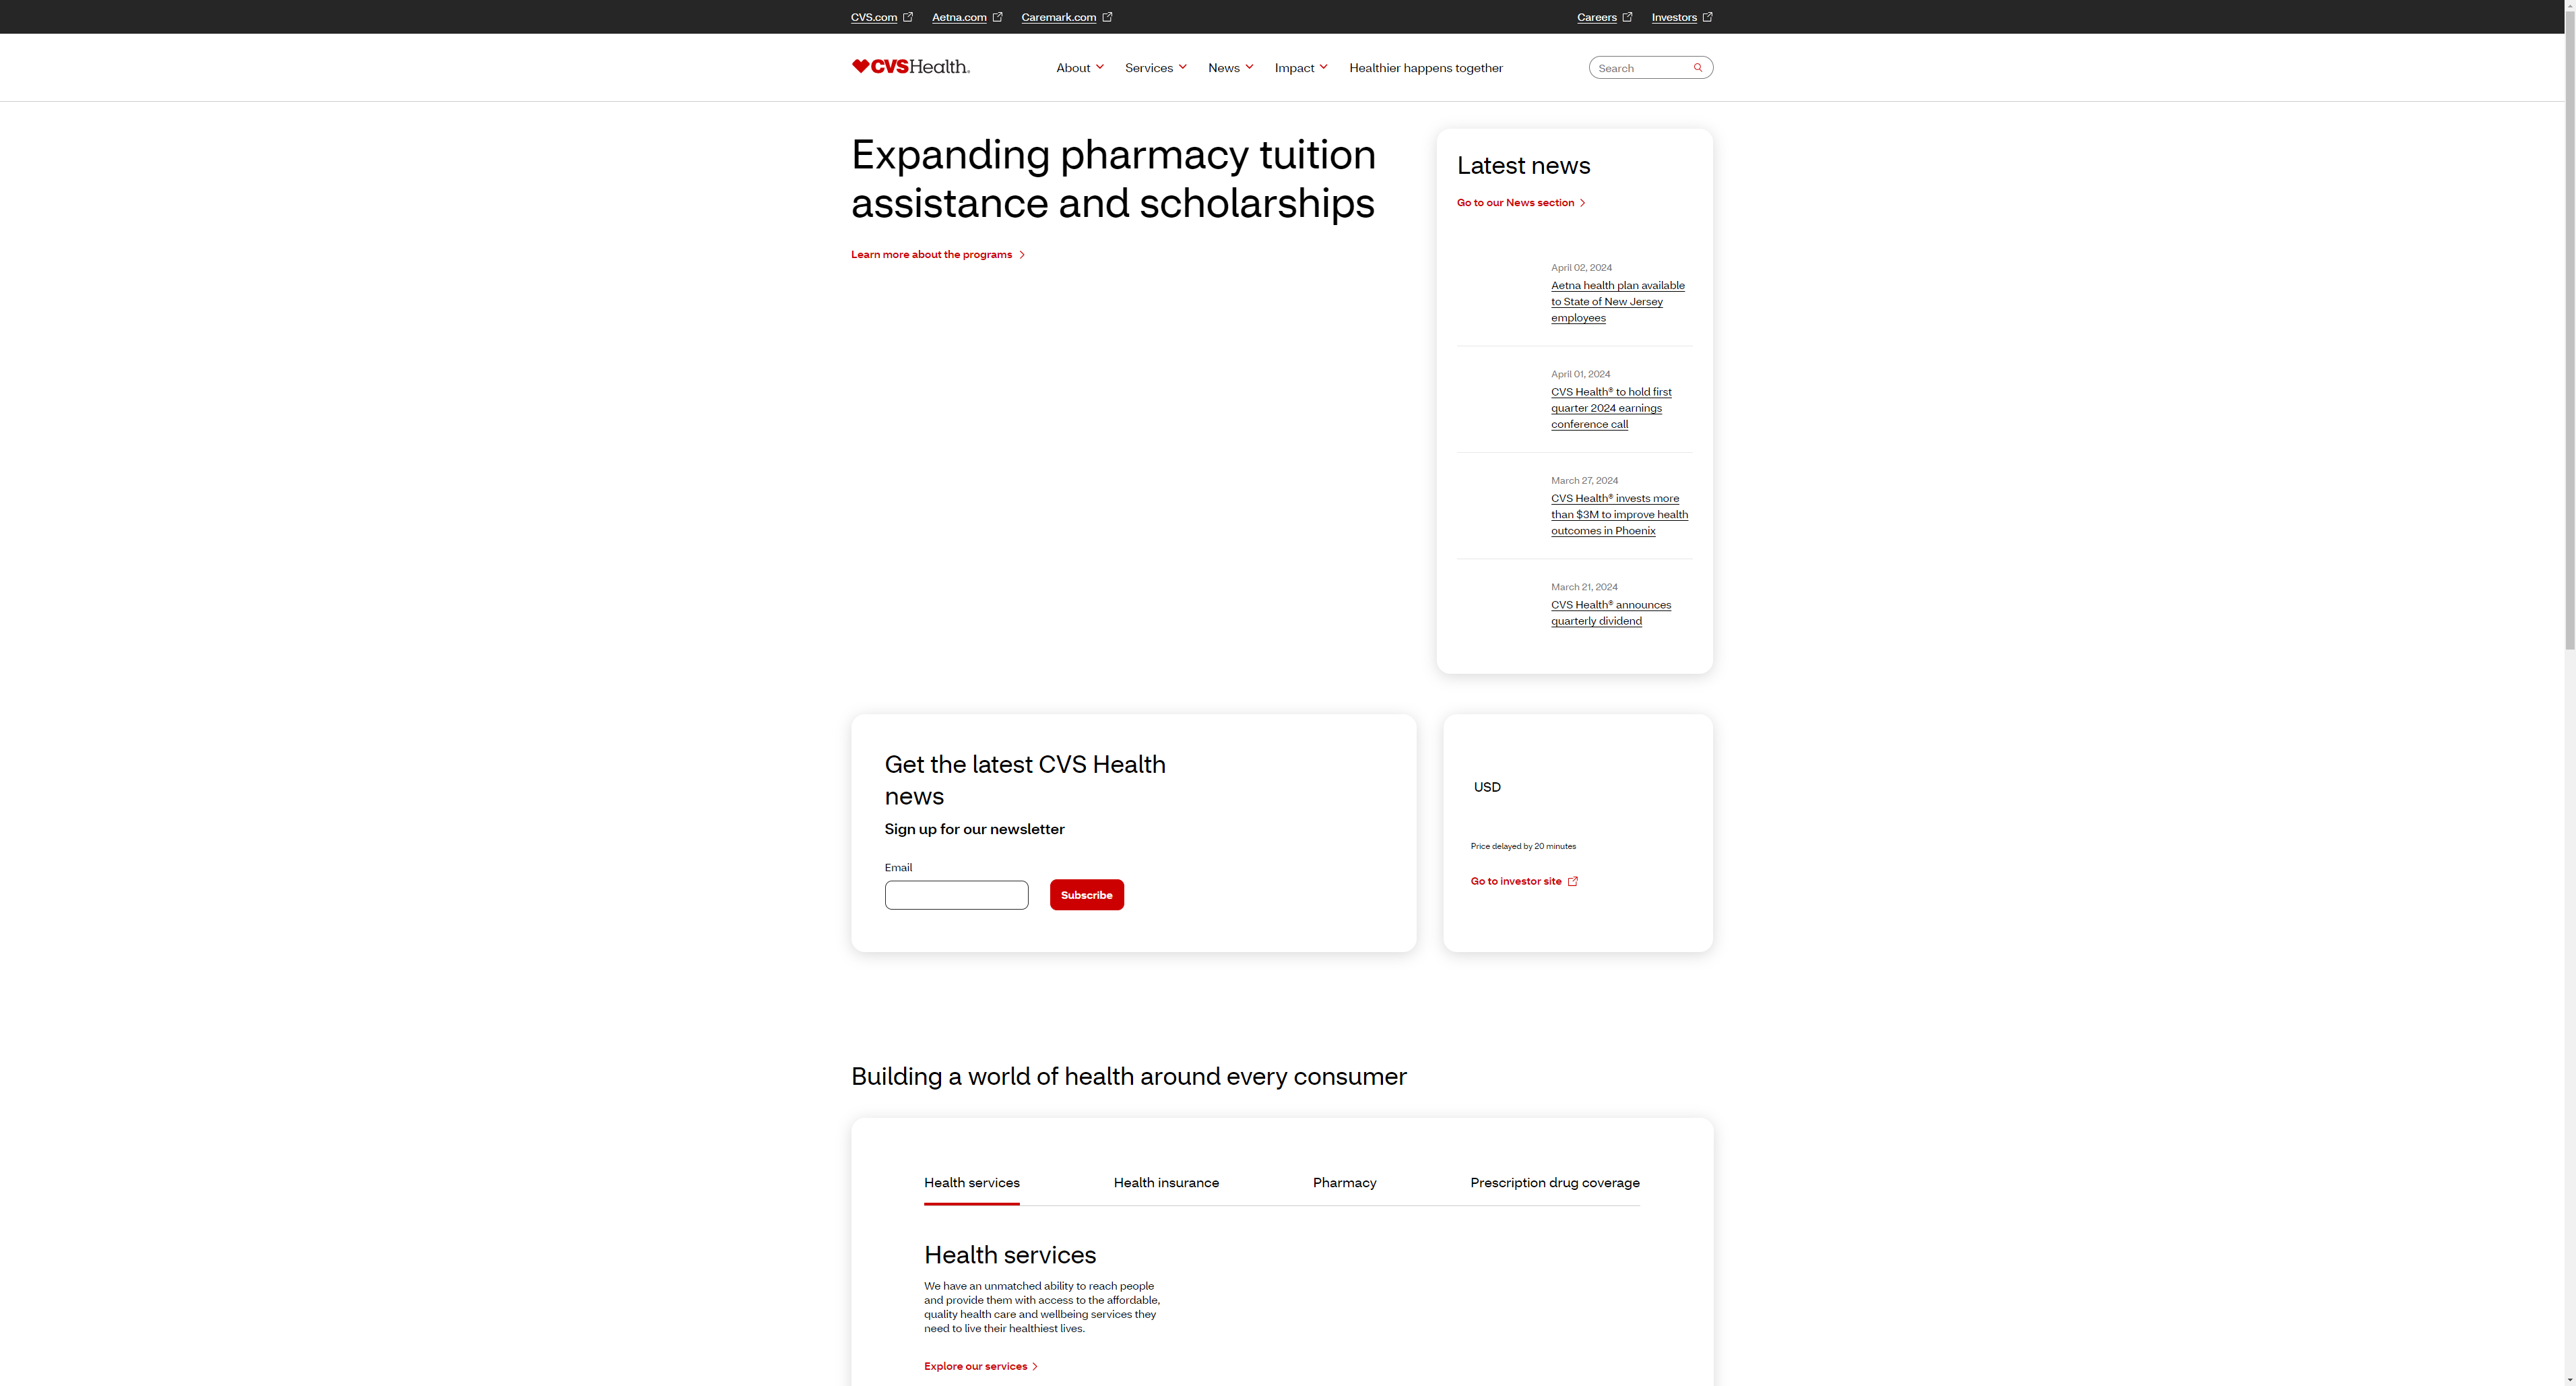 CVS.com
Aetna.com
Caremark.com
Careers
Investors
CVSHealth.
About
Services
News
Impact
Healthier happens together
Search
Expanding pharmacy tuition
assistance and scholarships
Learn more about the programs
Latest news
Go to our News section
April 02, 2024
Aetna health plan available
to State of New Jersey
employees
April 01, 2024
CVS Health® to hold first
quarter 2024 earnings
conference call
March 27, 2024
CVS Health® invests more
than $3M to improve health
outcomes in Phoenix
March 21, 2024
CVS Health® announces
quarterly dividend
Get the latest CVS Health
news
Sign up for our newsletter
Email
Subscribe
USD
Price delayed by 20 minutes
Go to investor site
Building a world of health around every consumer
Health services
Health insurance
Pharmacy
Prescription drug coverage
Health services
We have an unmatched ability to reach people
and provide them with access to the affordable,
quality health care and wellbeing services they
need to live their healthiest lives.
Explore our services